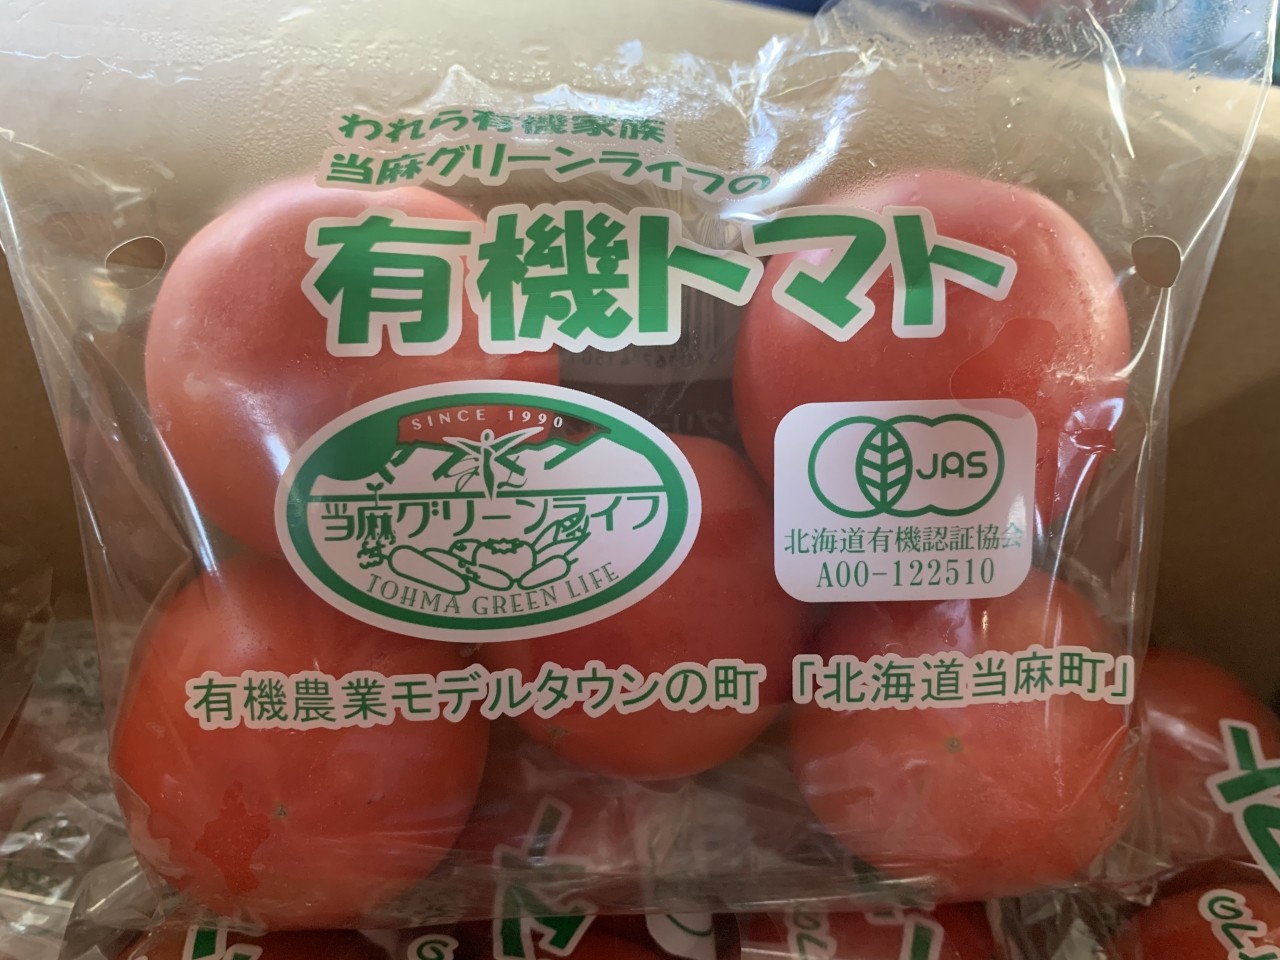 われら有機家族
当麻グリーンライフの
有機トマト
SINCE 1990
当麻グリーンライフ
TOHMA GREEN LIFE
JAS
北海道有機認証協会
A00-122510
有機農業モデルタウンの町「北海道当麻町」